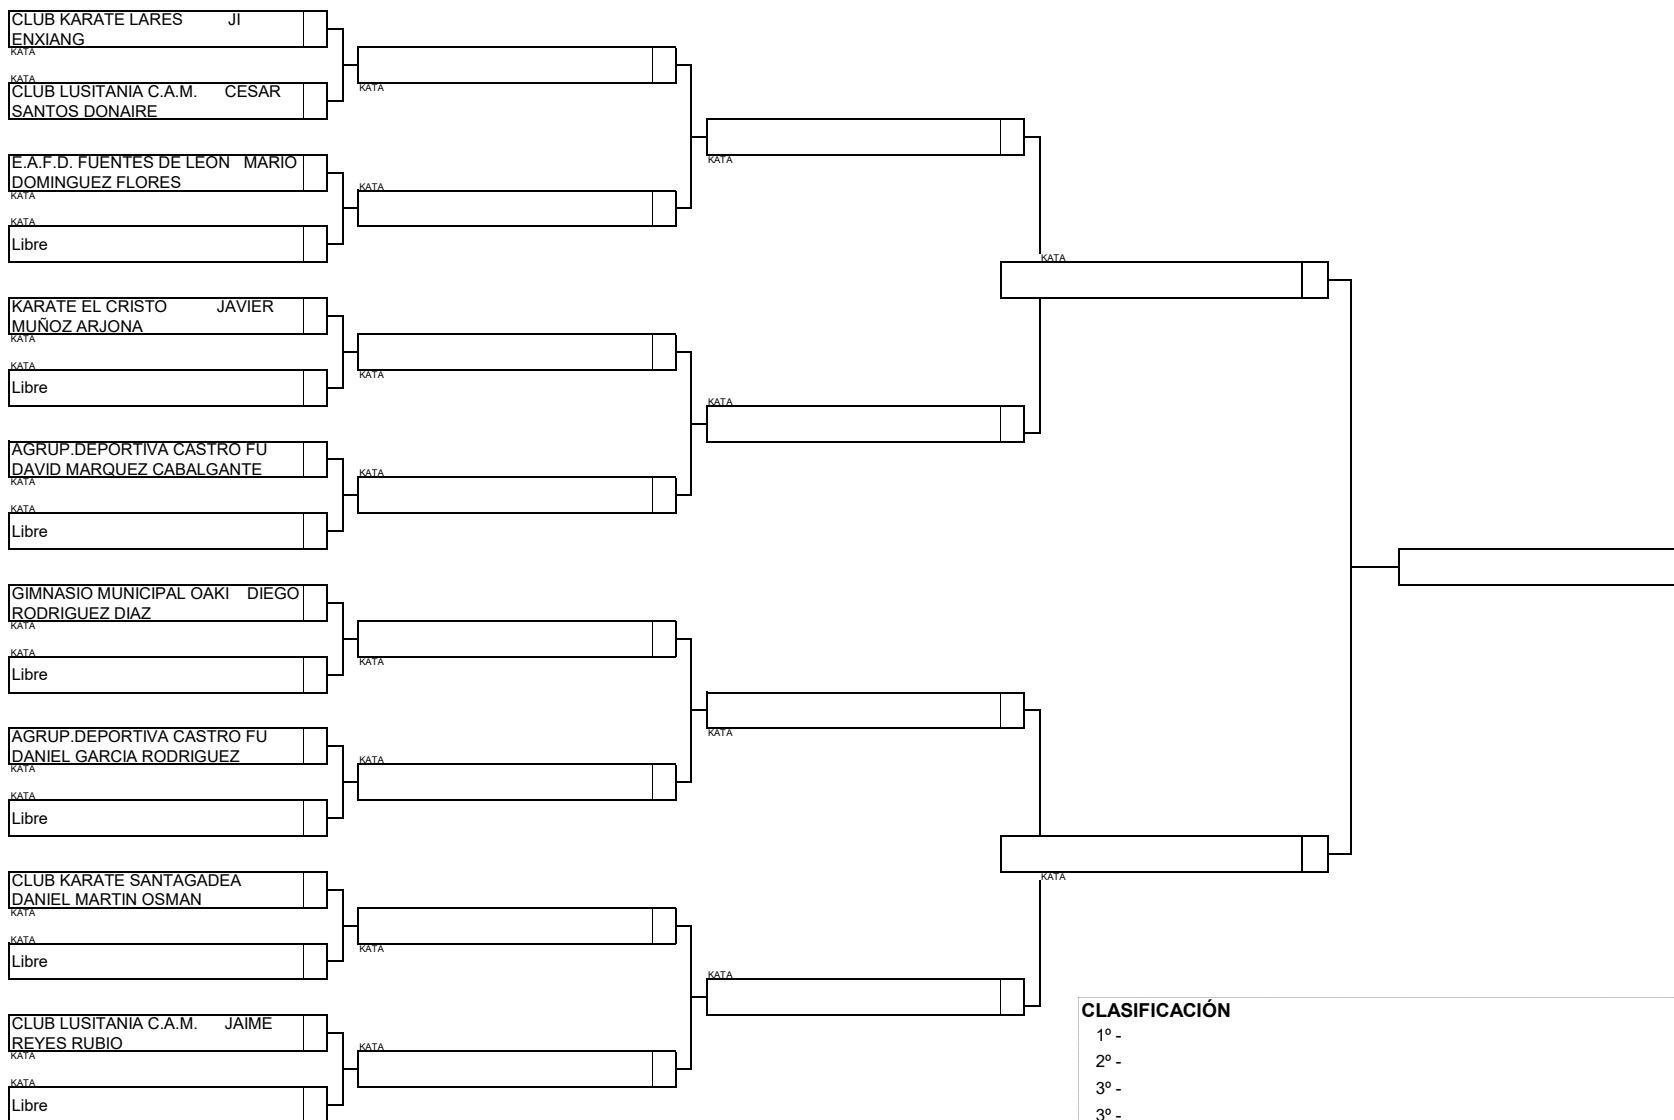 CLUB KARATE LARES JI
ENXIANG
KATA
KATA
CLUB LUSITANIA C.A.M. CESAR
SANTOS DONAIRE
E.A.F.D. FUENTES DE LEON MARIO
DOMINGUEZ FLORES
KATA
KATA
Libre
KARATE EL CRISTO JAVIER
MUÑOZ ARJONA
KATA
KATA
Libre
AGRUP.DEPORTIVA CASTRO FU
DAVID MARQUEZ CABALGANTE
KATA
KATA
Libre
GIMNASIO MUNICIPAL OAKI DIEGO
RODRIGUEZ DIAZ
KATA
KATA
Libre
AGRUP.DEPORTIVA CASTRO FU
DANIEL GARCIA RODRIGUEZ
KATA
KATA
Libre
CLUB KARATE SANTAGADEA
DANIEL MARTIN OSMAN
KATA
KATA
Libre
CLUB LUSITANIA C.A.M. JAIME
REYES RUBIO
KATA
KATA
Libre
KATA
KATA
KATA
KATA
KATA
KATA
KATA
KATA
KATA
KATA
KATA
KATA
KATA
KATA
CLASIFICACIÓN
1º -
2º -
3º -
3º -